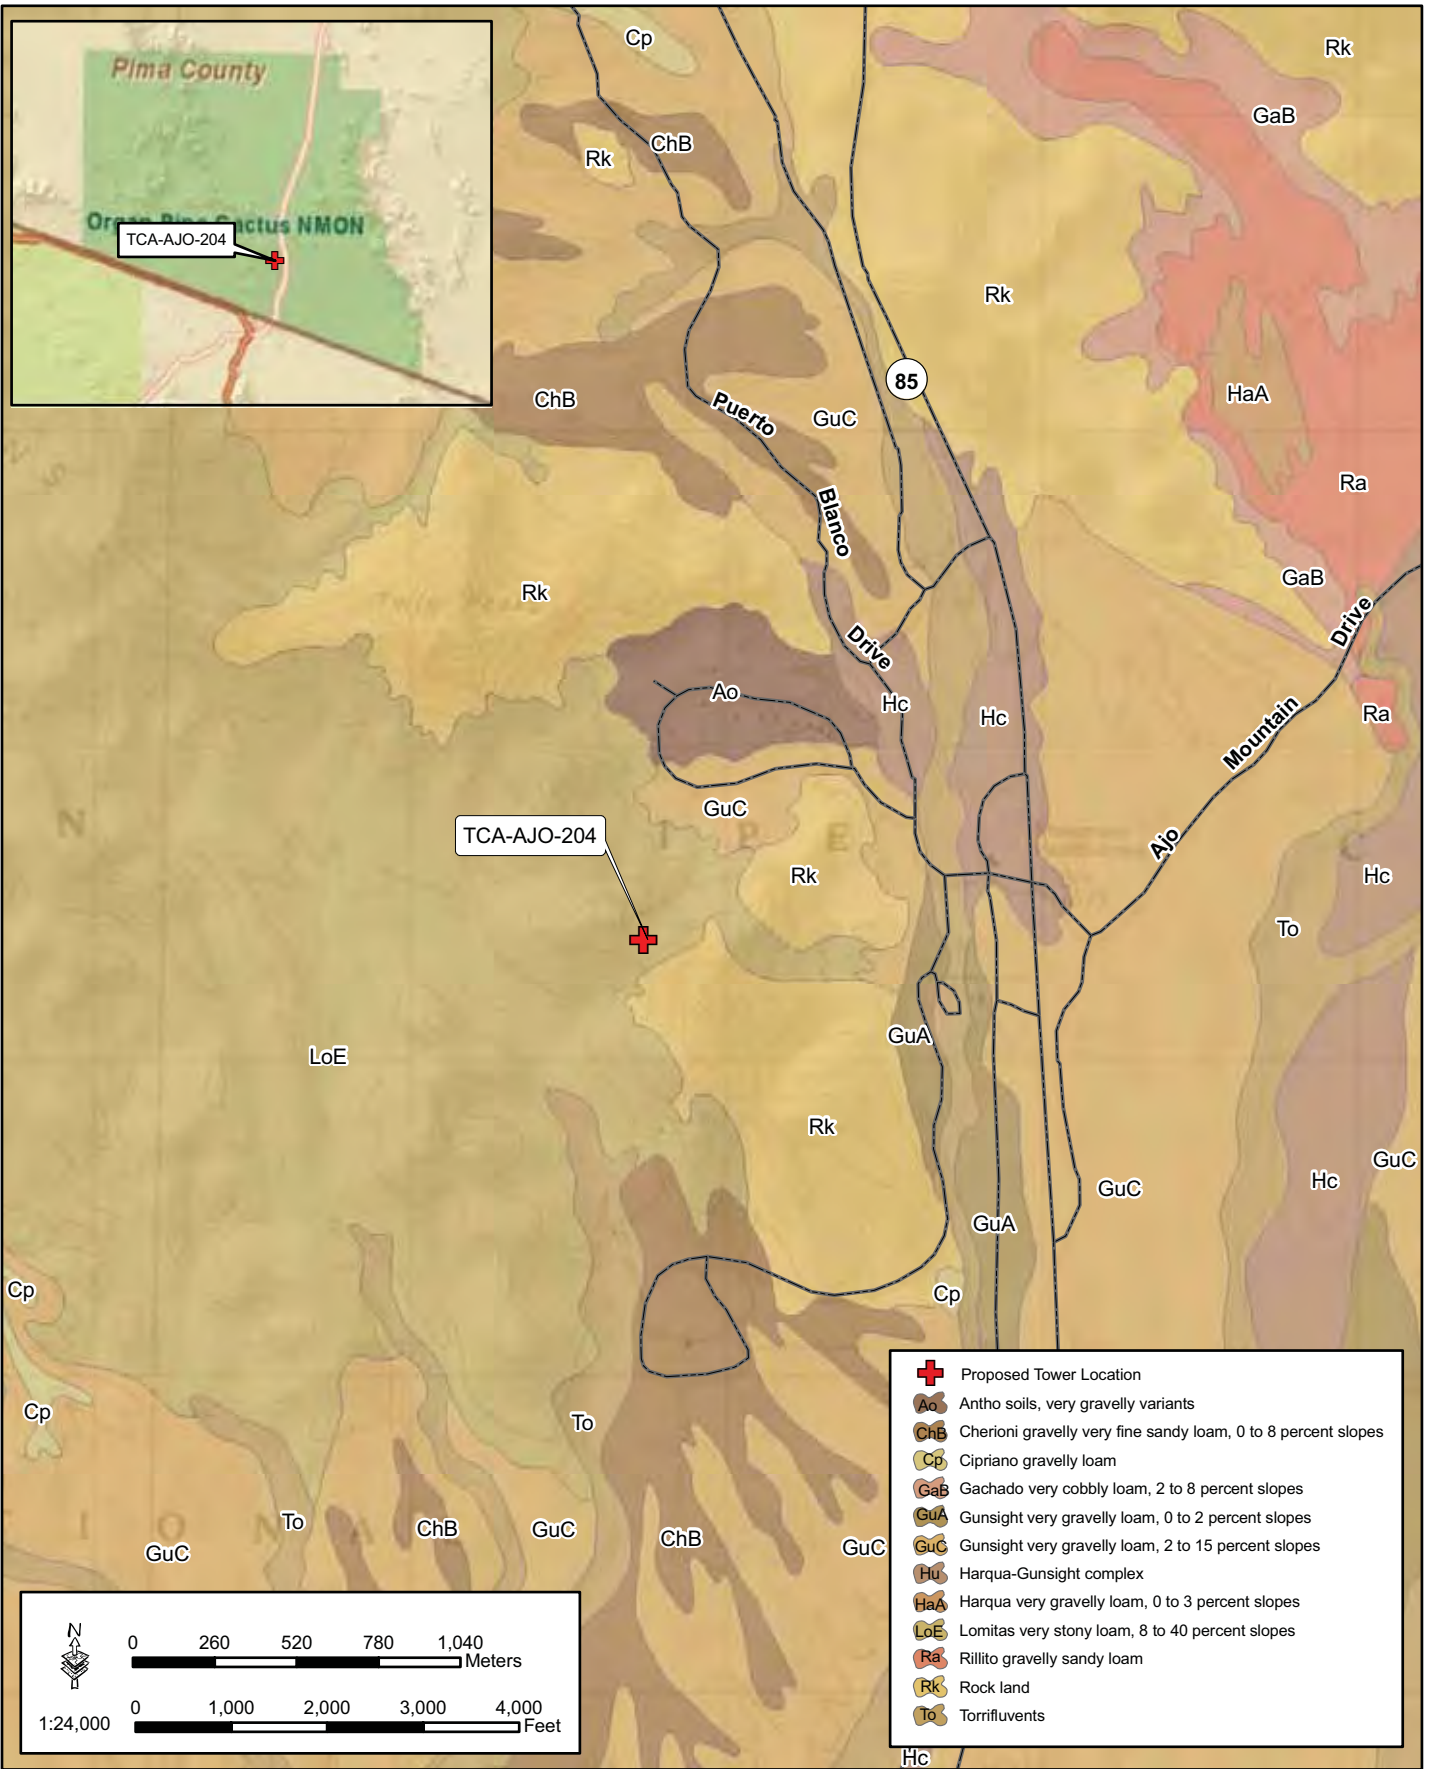 Pima County
Organ Pipe Cactus NMON
TCA-AJO-204
Cp
Rk
GaB
ChB
Rk
Rk
85
HaA
ChB
Puerto
GuC
Ra
Blanco
GaB
Rk
Drive
Drive
Ao
Hc
Hc
Ra
Mountain
GuC
N
I P E
TCA-AJO-204
Ajo
Rk
Hc
To
GuA
LoE
Rk
GuC
Hc
GuC
GuA
Cp
Cp
Cp
To
To
ChB
GuC
ChB
GuC
GuC
I O N A
Hc
Proposed Tower Location
Ao Antho soils, very gravelly variants
ChB Cherioni gravelly very fine sandy loam, 0 to 8 percent slopes
Cp Cipriano gravelly loam
GaB Gachado very cobbly loam, 2 to 8 percent slopes
GuA Gunsight very gravelly loam, 0 to 2 percent slopes
GuC Gunsight very gravelly loam, 2 to 15 percent slopes
Hu Harqua-Gunsight complex
HaA Harqua very gravelly loam, 0 to 3 percent slopes
LoE Lomitas very stony loam, 8 to 40 percent slopes
Ra Rillito gravelly sandy loam
Rk Rock land
To Torrifluvents
N
0 260 520 780 1,040
Meters
0 1,000 2,000 3,000 4,000
1:24,000 Feet